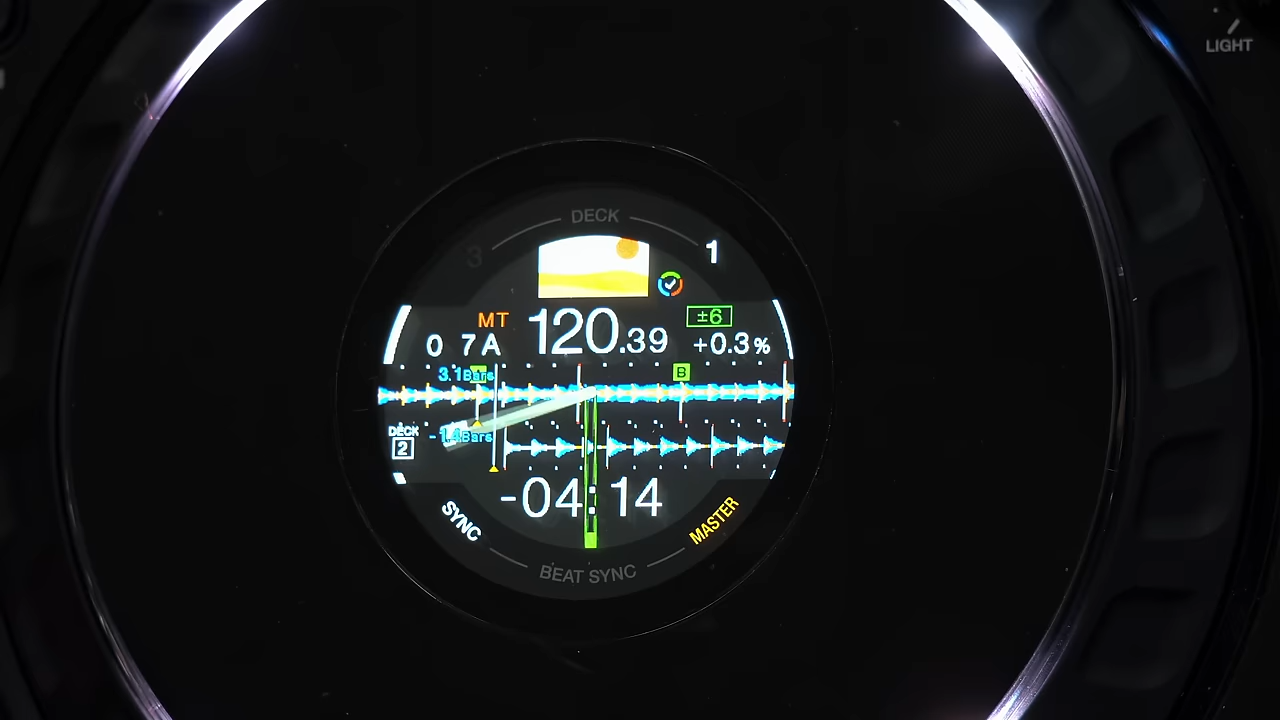 LIGHT
DECK
3
1
MT
120.39
±6
0 7A
+0.3%
3.1Bars
B
DECK
2
-1.4Bars
-04:14
SYNC
MASTER
BEAT SYNC